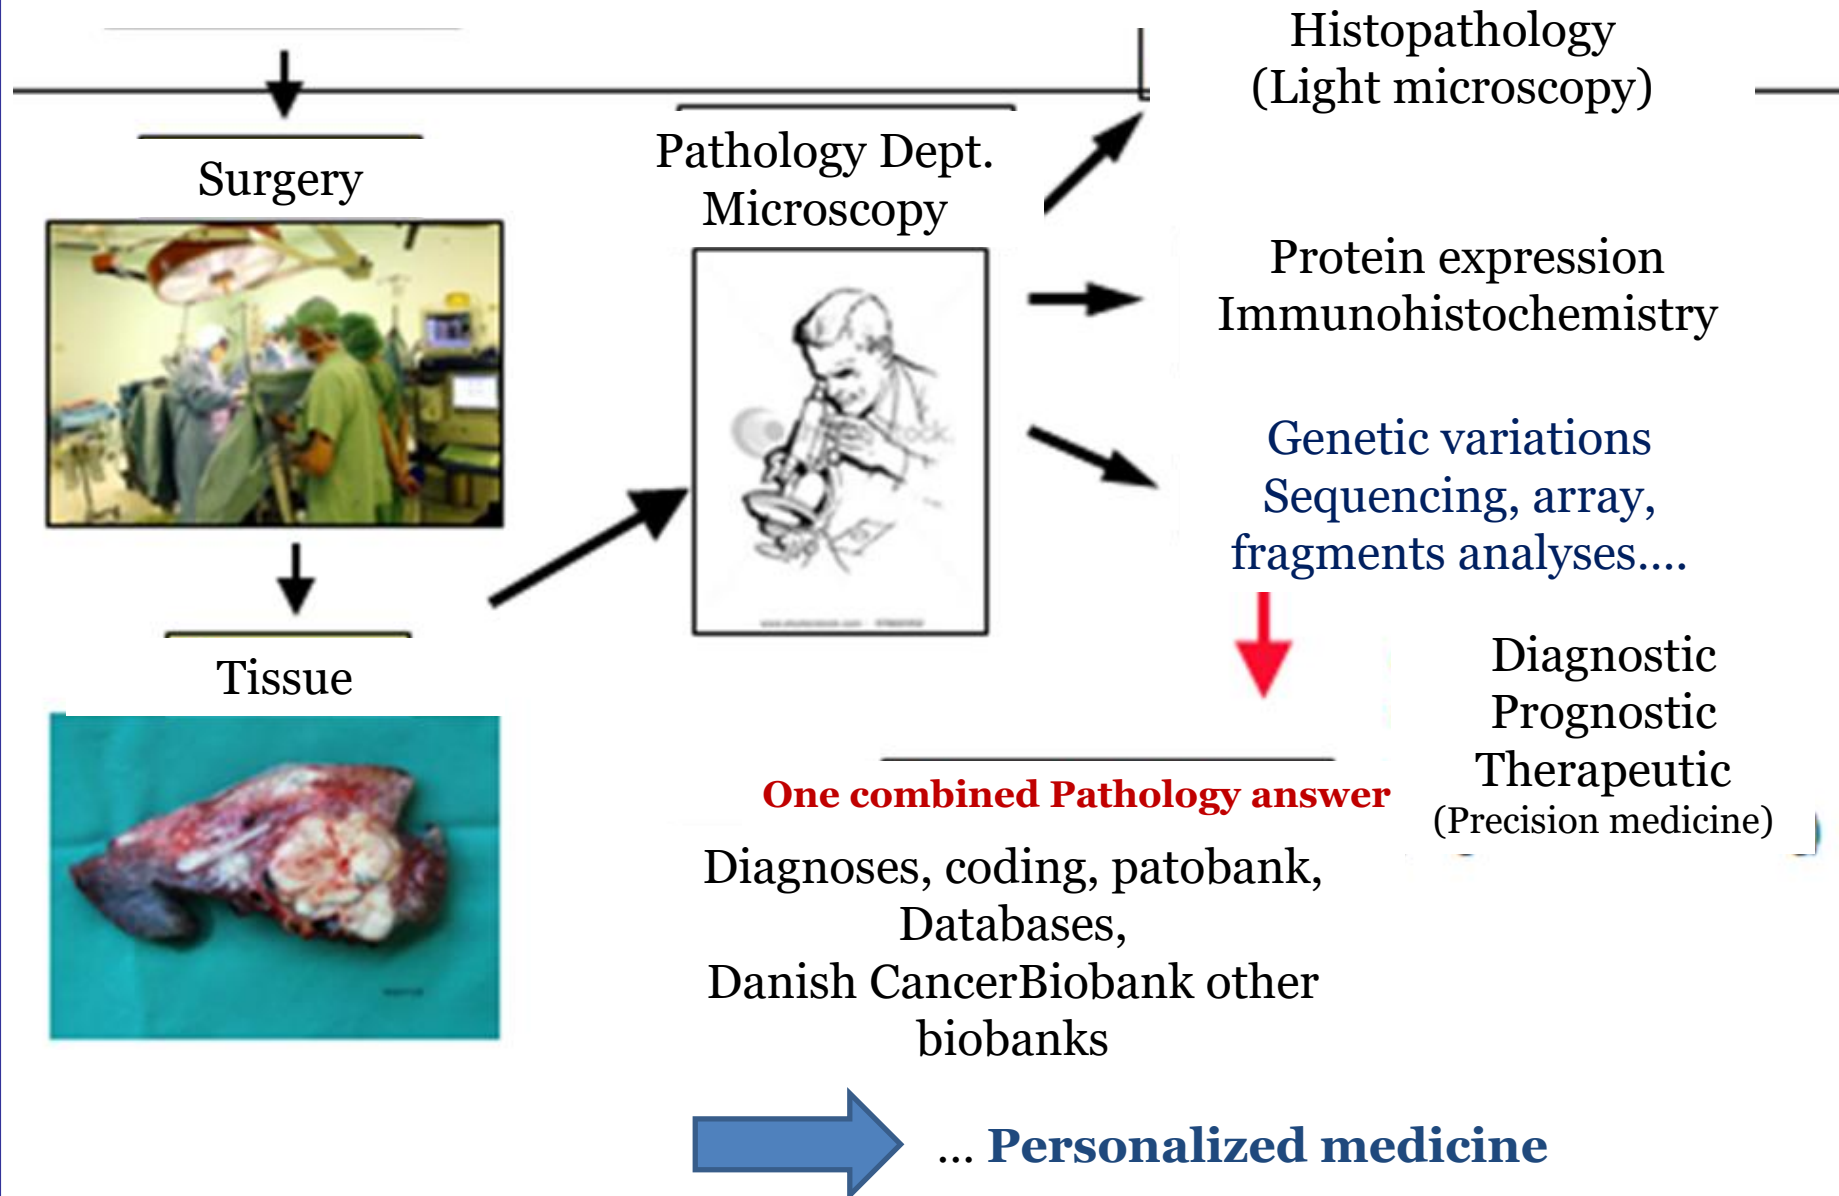 Histopathology
(Light microscopy)
Surgery
Pathology Dept.
Microscopy
Protein expression
Immunohistochemistry
Genetic variations
Sequencing, array,
fragments analyses....
Tissue
Diagnostic
Prognostic
Therapeutic
(Precision medicine)
One combined Pathology answer
Diagnoses, coding, patobank,
Databases,
Danish CancerBiobank other
biobanks
... Personalized medicine